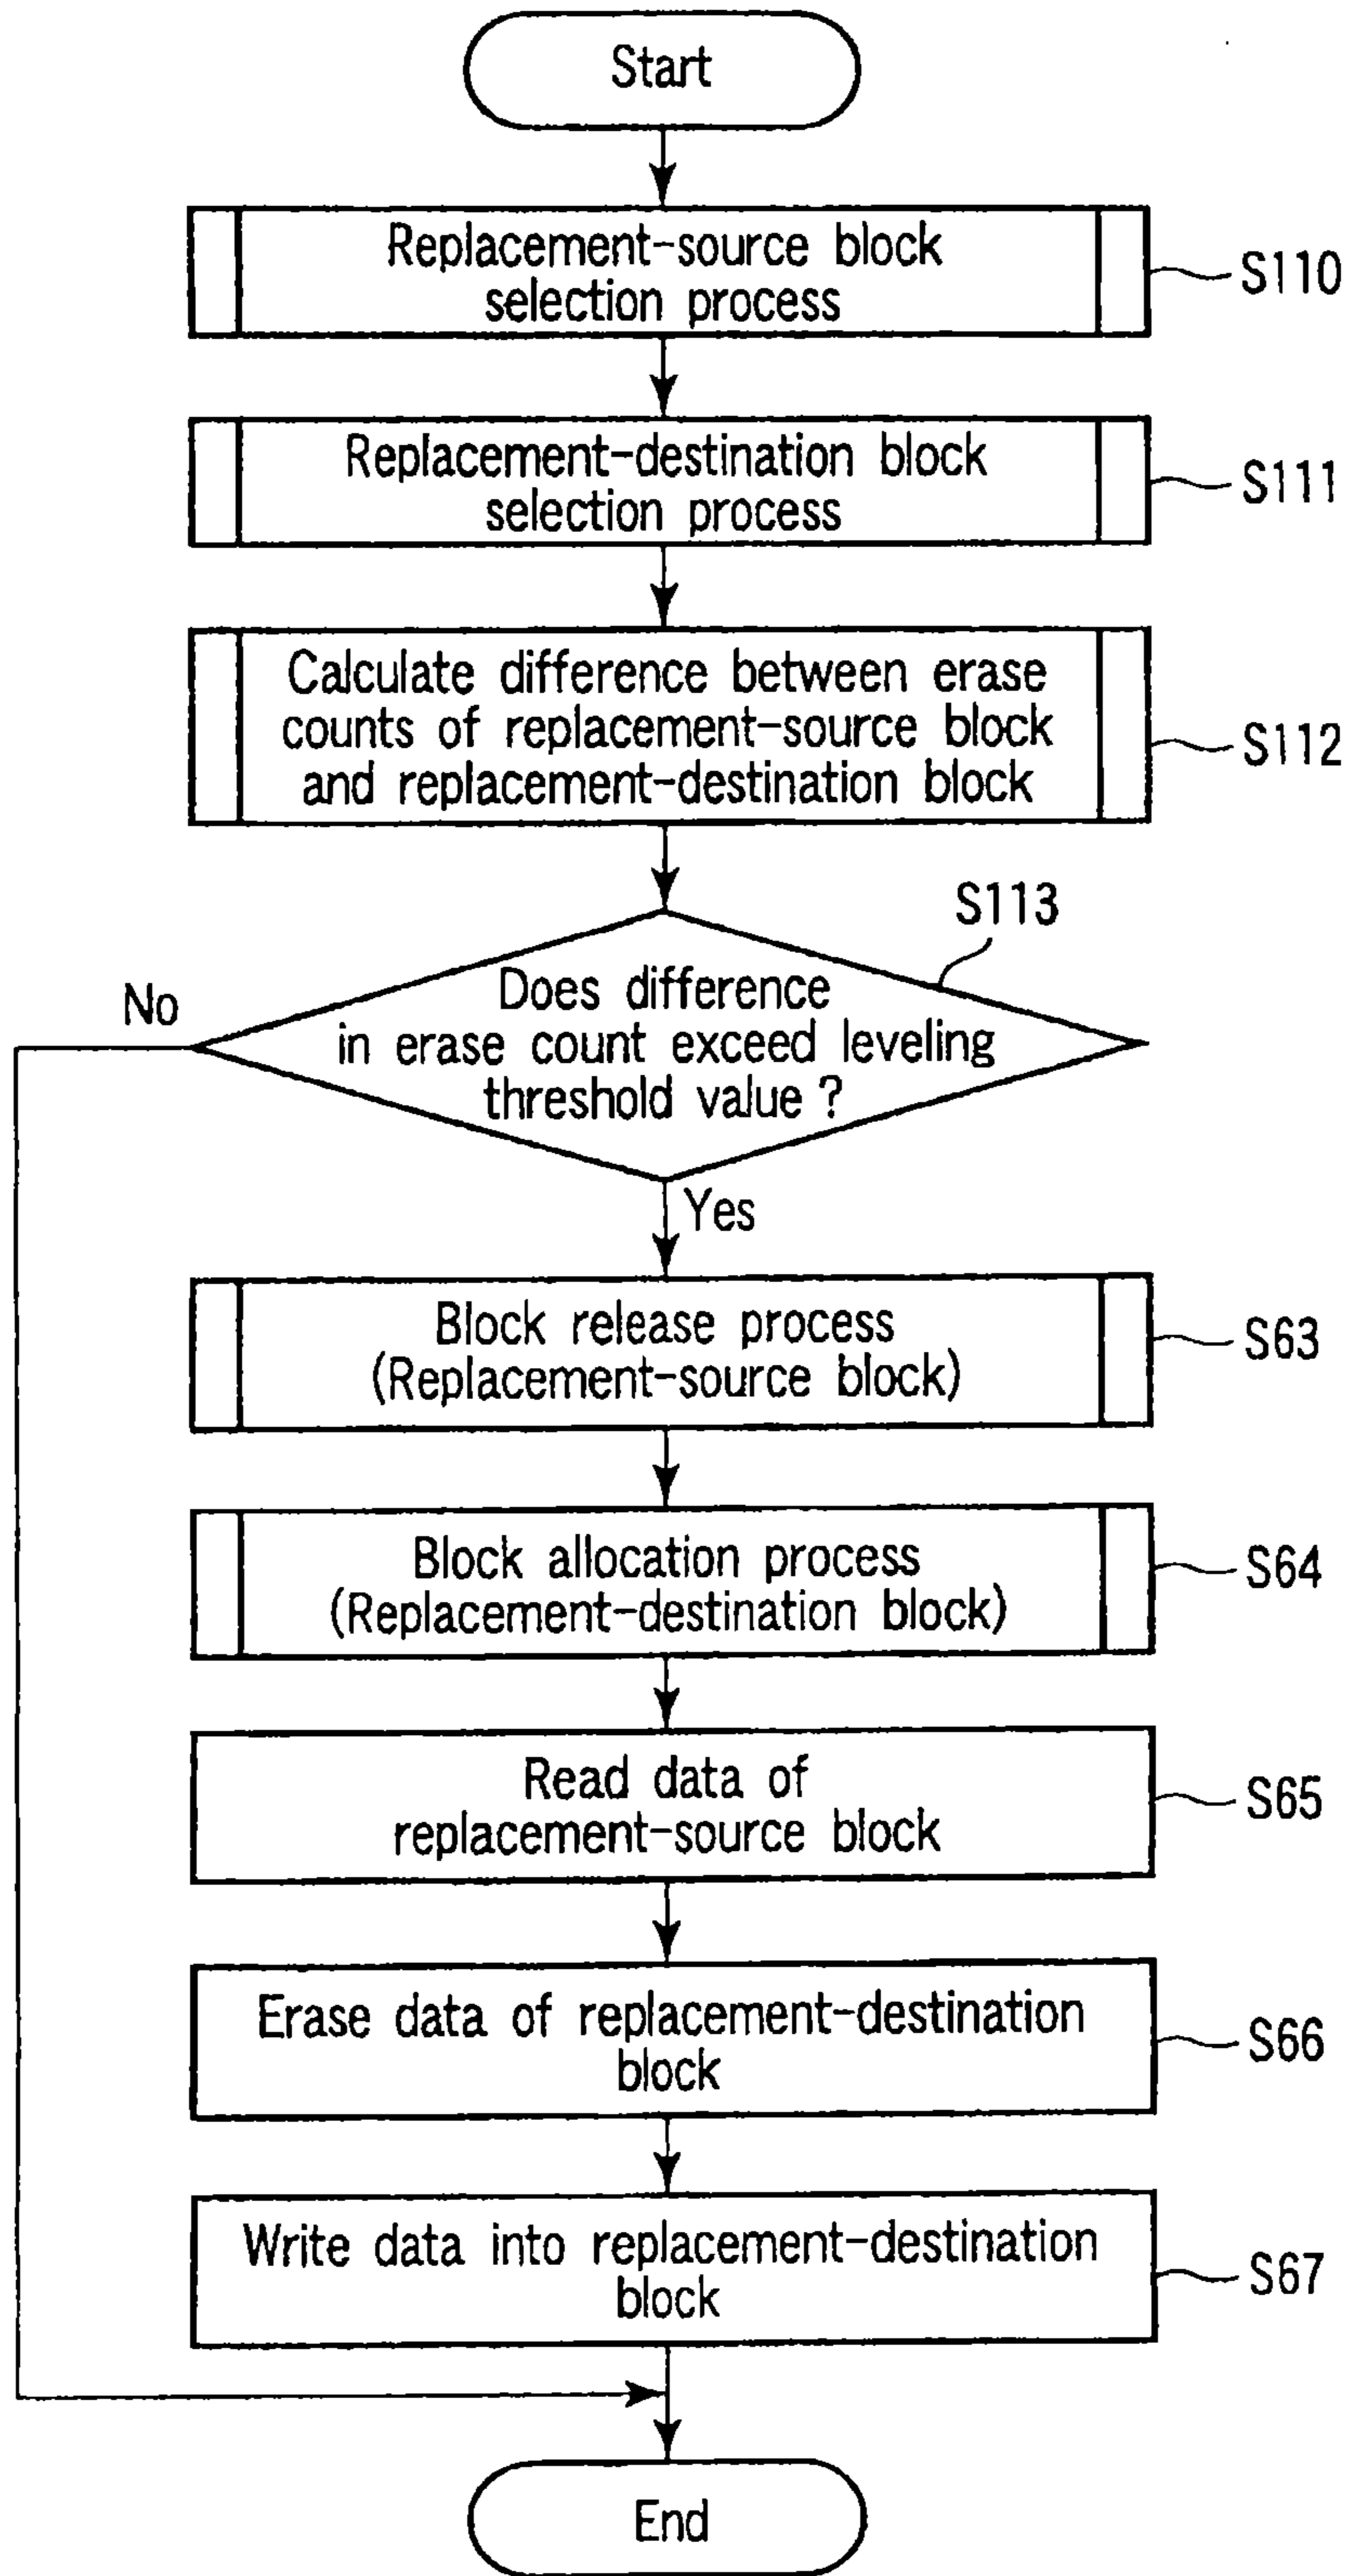 Start
Replacement-source block
selection process
S110
Replacement-destination block
selection process
S111
Calculate difference between erase
counts of replacement-source block
and replacement-destination block
S112
S113
No
Does difference
in erase count exceed leveling
threshold value ?
Yes
Block release process
(Replacement-source block)
S63
Block allocation process
(Replacement-destination block)
S64
Read data of
replacement-source block
S65
Erase data of replacement-destination
block
S66
Write data into replacement-destination
block
S67
End